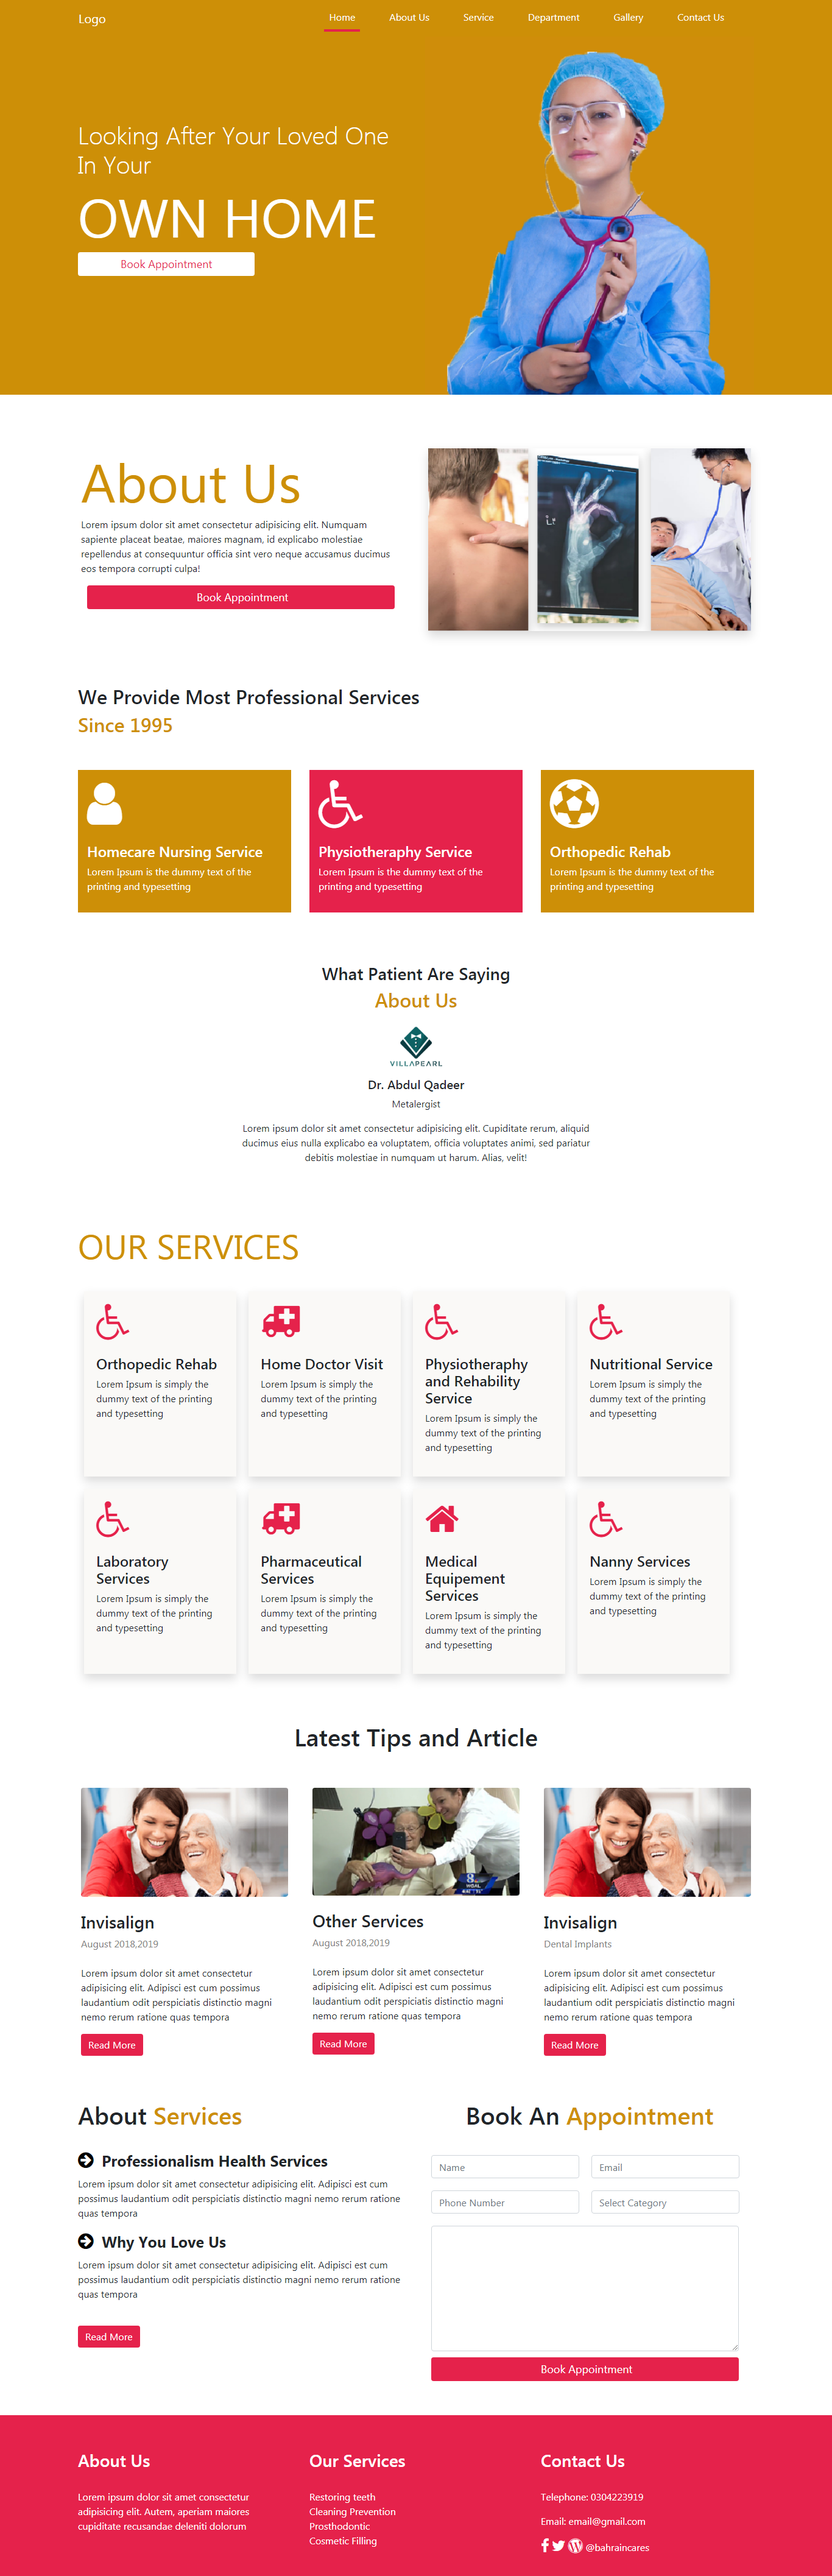 Logo
Home About Us Service Department Gallery Contact Us
Looking After Your Loved One
In Your
OWN HOME
Book Appointment
About Us
Lorem ipsum dolor sit amet consectetur adipisicing elit. Numquam
sapiente placeat beatae, maiores magnam, id explicabo molestiae
repellendus at consequuntur officia sint vero neque accusamus ducimus
eos tempora corrupti culpa!
Book Appointment
We Provide Most Professional Services
Since 1995
Homecare Nursing Service
Lorem Ipsum is the dummy text of the
printing and typesetting
Physiotheraphy Service
Lorem Ipsum is the dummy text of the
printing and typesetting
Orthopedic Rehab
Lorem Ipsum is the dummy text of the
printing and typesetting
What Patient Are Saying
About Us
VILLAPEARL
Dr. Abdul Qadeer
Metalergist
Lorem ipsum dolor sit amet consectetur adipisicing elit. Cupiditate rerum, aliquid
ducimus eius nulla explicabo ea voluptatem, officia voluptates animi, sed pariatur
debitis molestiae in numquam ut harum. Alias, velit!
OUR SERVICES
Orthopedic Rehab
Lorem Ipsum is simply the
dummy text of the printing
and typesetting
Home Doctor Visit
Lorem Ipsum is simply the
dummy text of the printing
and typesetting
Physiotheraphy
and Rehability
Service
Lorem Ipsum is simply the
dummy text of the printing
and typesetting
Nutritional Service
Lorem Ipsum is simply the
dummy text of the printing
and typesetting
Laboratory
Services
Lorem Ipsum is simply the
dummy text of the printing
and typesetting
Pharmaceutical
Services
Lorem Ipsum is simply the
dummy text of the printing
and typesetting
Medical
Equipement
Services
Lorem Ipsum is simply the
dummy text of the printing
and typesetting
Nanny Services
Lorem Ipsum is simply the
dummy text of the printing
and typesetting
Latest Tips and Article
Invisalign
August 2018,2019
Lorem ipsum dolor sit amet consectetur
adipisicing elit. Adipisci est cum possimus
laudantium odit perspiciatis distinctio magni
nemo rerum ratione quas tempora
Read More
8
Other Services
August 2018,2019
Lorem ipsum dolor sit amet consectetur
adipisicing elit. Adipisci est cum possimus
laudantium odit perspiciatis distinctio magni
nemo rerum ratione quas tempora
Read More
Invisalign
Dental Implants
Lorem ipsum dolor sit amet consectetur
adipisicing elit. Adipisci est cum possimus
laudantium odit perspiciatis distinctio magni
nemo rerum ratione quas tempora
Read More
About Services
Professionalism Health Services
Lorem ipsum dolor sit amet consectetur adipisicing elit. Adipisci est cum
possimus laudantium odit perspiciatis distinctio magni nemo rerum ratione
quas tempora
Why You Love Us
Lorem ipsum dolor sit amet consectetur adipisicing elit. Adipisci est cum
possimus laudantium odit perspiciatis distinctio magni nemo rerum ratione
quas tempora
Read More
Book An Appointment
Name
Email
Phone Number
Select Category
Book Appointment
About Us
Lorem ipsum dolor sit amet consectetur
adipisicing elit. Autem, aperiam maiores
cupiditate recusandae deleniti dolorum
Our Services
Restoring teeth
Cleaning Prevention
Prosthodontic
Cosmetic Filling
Contact Us
Telephone: 0304223919
Email: email@gmail.com
@bahraincares